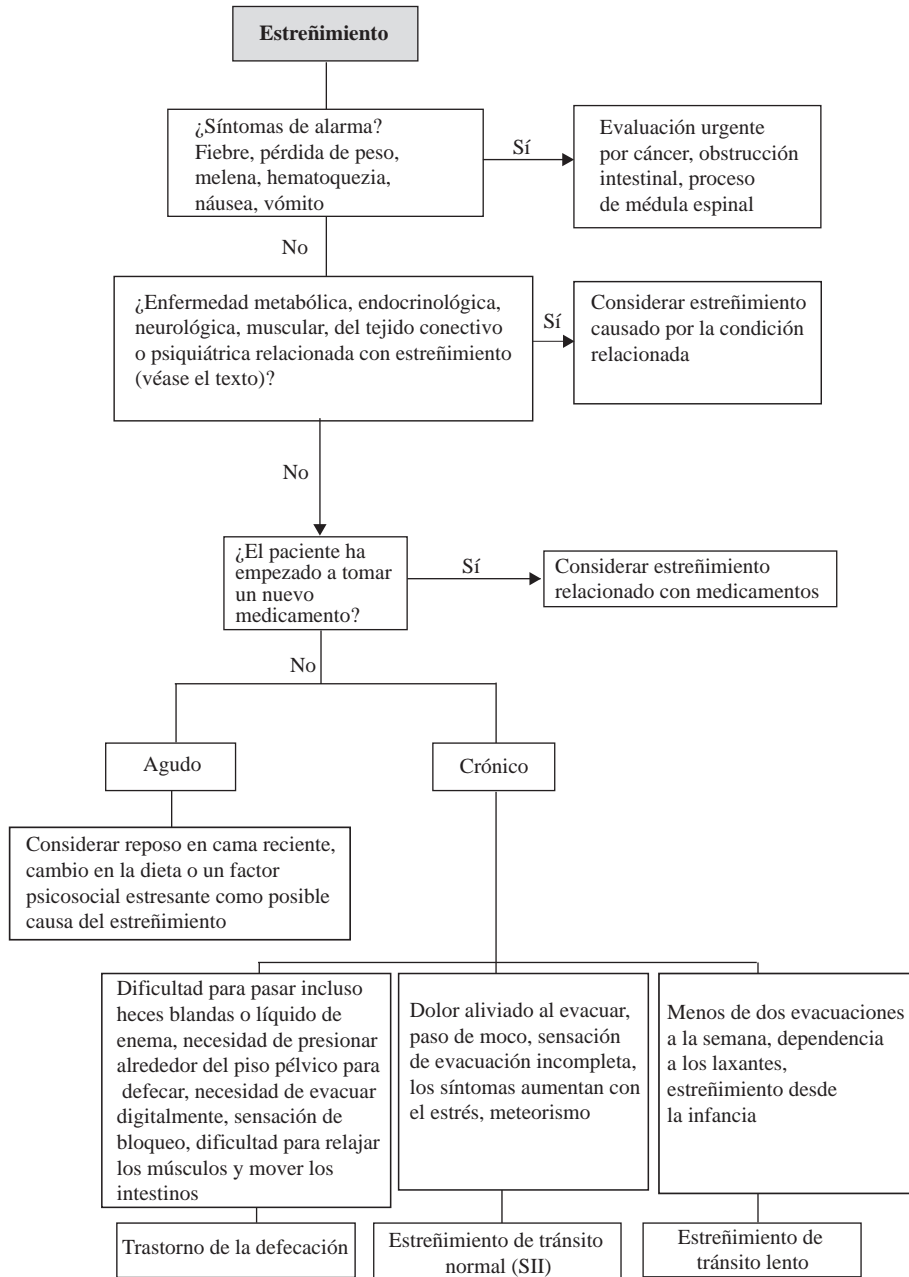 Estreñimiento
¿Síntomas de alarma?
Fiebre, pérdida de peso,
melena, hematoquezia,
náusea, vómito
Sí
Evaluación urgente
por cáncer, obstrucción
intestinal, proceso
de médula espinal
No
¿Enfermedad metabólica, endocrinológica,
neurológica, muscular, del tejido conectivo
o psiquiátrica relacionada con estreñimiento
(véase el texto)?
Sí
Considerar estreñimiento
causado por la condición
relacionada
No
¿El paciente ha
empezado a tomar
un nuevo
medicamento?
Sí
Considerar estreñimiento
relacionado con medicamentos
No
Agudo
Crónico
Considerar reposo en cama reciente,
cambio en la dieta o un factor
psicosocial estresante como posible
causa del estreñimiento
Dificultad para pasar incluso
heces blandas o líquido de
enema, necesidad de presionar
alrededor del piso pélvico para
defecar, necesidad de evacuar
digitalmente, sensación de
bloqueo, dificultad para relajar
los músculos y mover los
intestinos
Dolor aliviado al evacuar,
paso de moco, sensación
de evacuación incompleta,
los síntomas aumentan con
el estrés, meteorismo
Menos de dos evacuaciones
a la semana, dependencia
a los laxantes,
estreñimiento desde
la infancia
Trastorno de la defecación
Estreñimiento de tránsito
normal (SII)
Estreñimiento de
tránsito lento